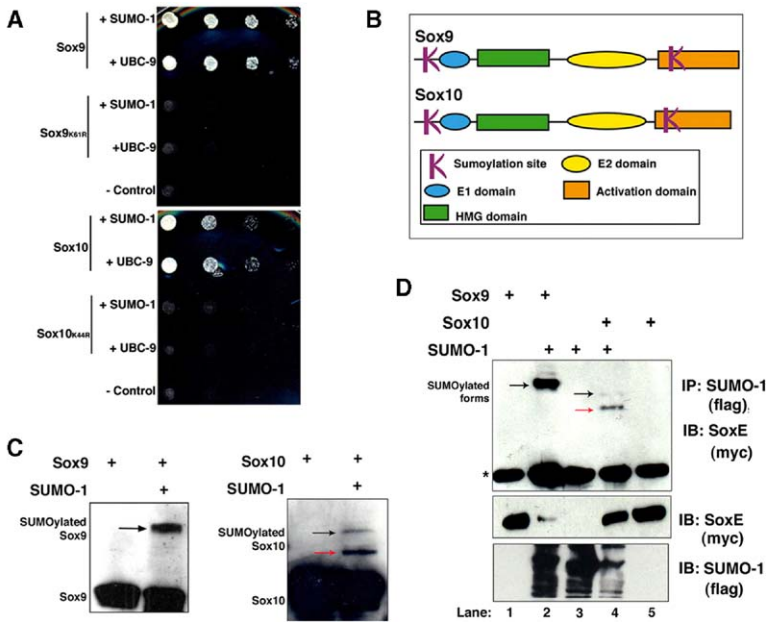 A
Sox9
+ SUMO-1
+ UBC-9
Sox9K61R
+ SUMO-1
+UBC-9
- Control
Sox10
+ SUMO-1
+ UBC-9
Sox10K44R
+ SUMO-1
+ UBC-9
- Control
B
Sox9
Sox10
Sumoylation site
E2 domain
E1 domain
Activation domain
HMG domain
C
Sox9 + +
SUMO-1 +
SUMOylated
Sox9
Sox9
Sox10 + +
SUMO-1 +
SUMOylated
Sox10
Sox10
D
Sox9 + +
Sox10 + +
SUMO-1 + + +
SUMOylated
forms
*
IP: SUMO-1
(flag)
IB: SoxE
(myc)
IB: SoxE
(myc)
IB: SUMO-1
(flag)
Lane: 1 2 3 4 5